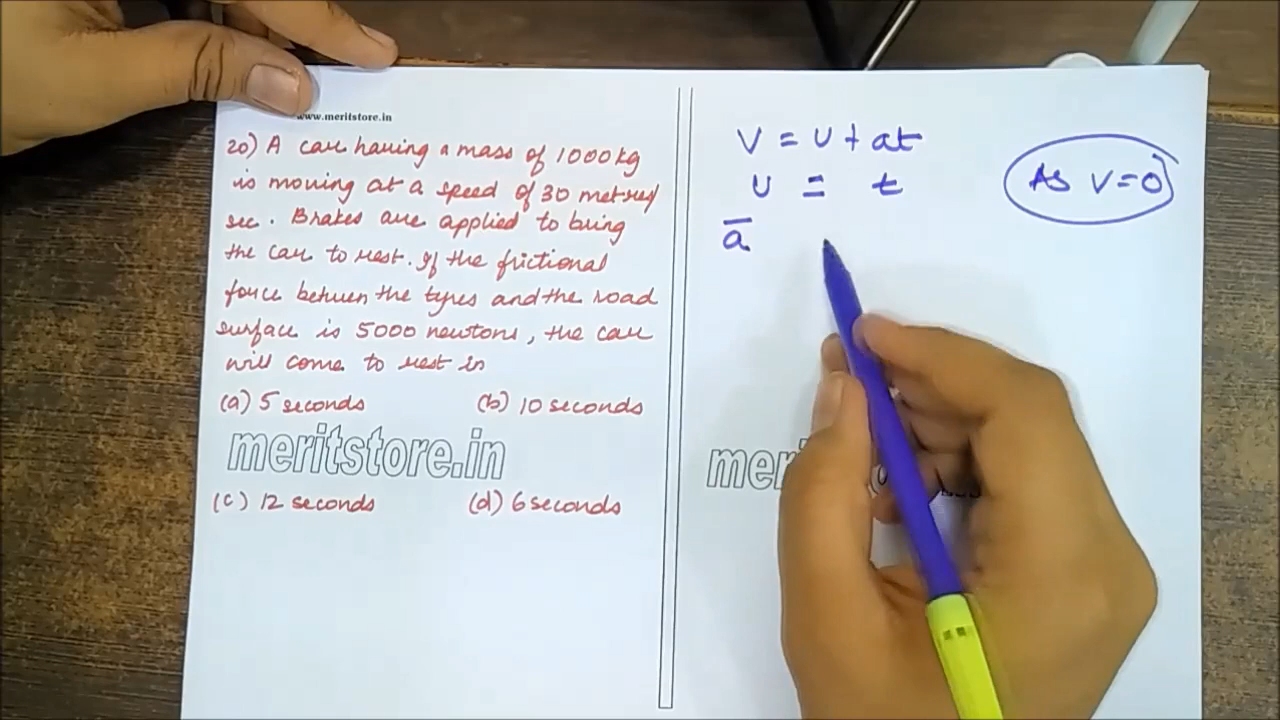 www.meritstore.in
20) A car having a mass of 1000 kg
is moving at a speed of 30 metres/
sec. Brakes are applied to bring
the car to rest. If the frictional
force between the tyres and the road
surface is 5000 newtons, the car
will come to rest in
(a) 5 seconds (b) 10 seconds
meritstore.in
(c) 12 seconds (d) 6 seconds
V = u + at
u = t
a
As V=0